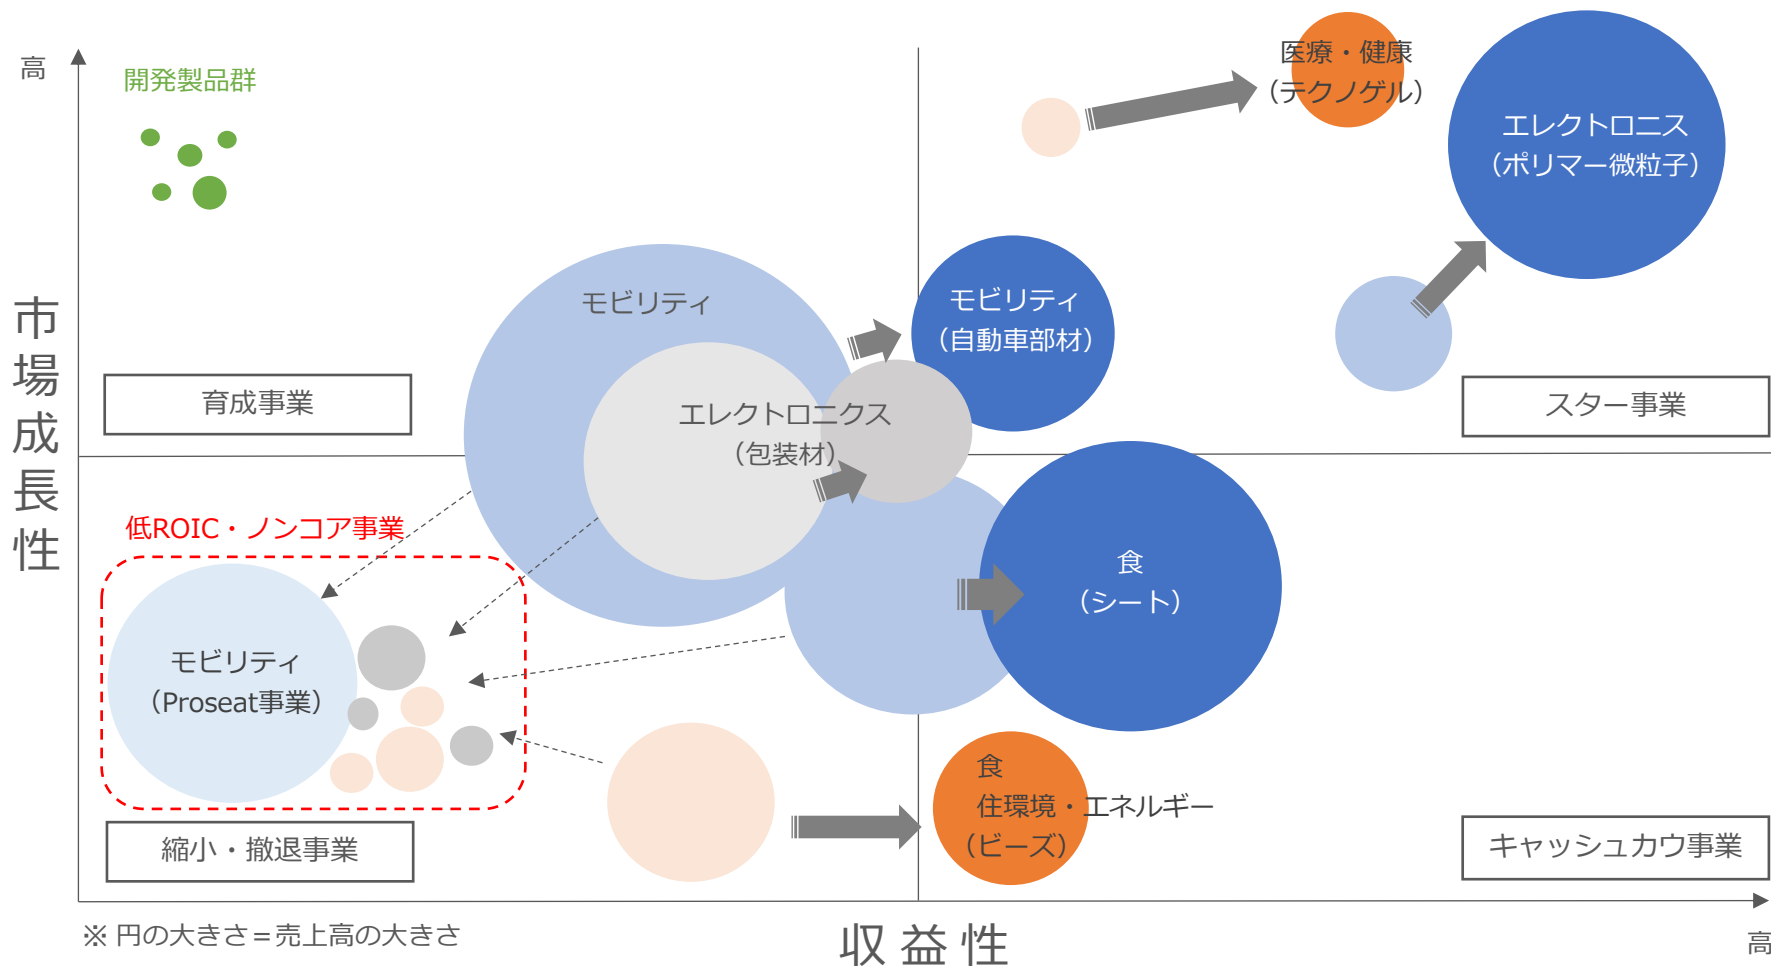 高
開発製品群
医療・健康
（テクノゲル）
エレクトロニス
（ポリマー微粒子）
モビリティ
モビリティ
（自動車部材）
市場成長性
育成事業
エレクトロニクス
（包装材）
スター事業
低ROIC・ノンコア事業
食
（シート）
モビリティ
（Proseat事業）
食
住環境・エネルギー
（ビーズ）
縮小・撤退事業
キャッシュカウ事業
※ 円の大きさ＝売上高の大きさ
収益性
高